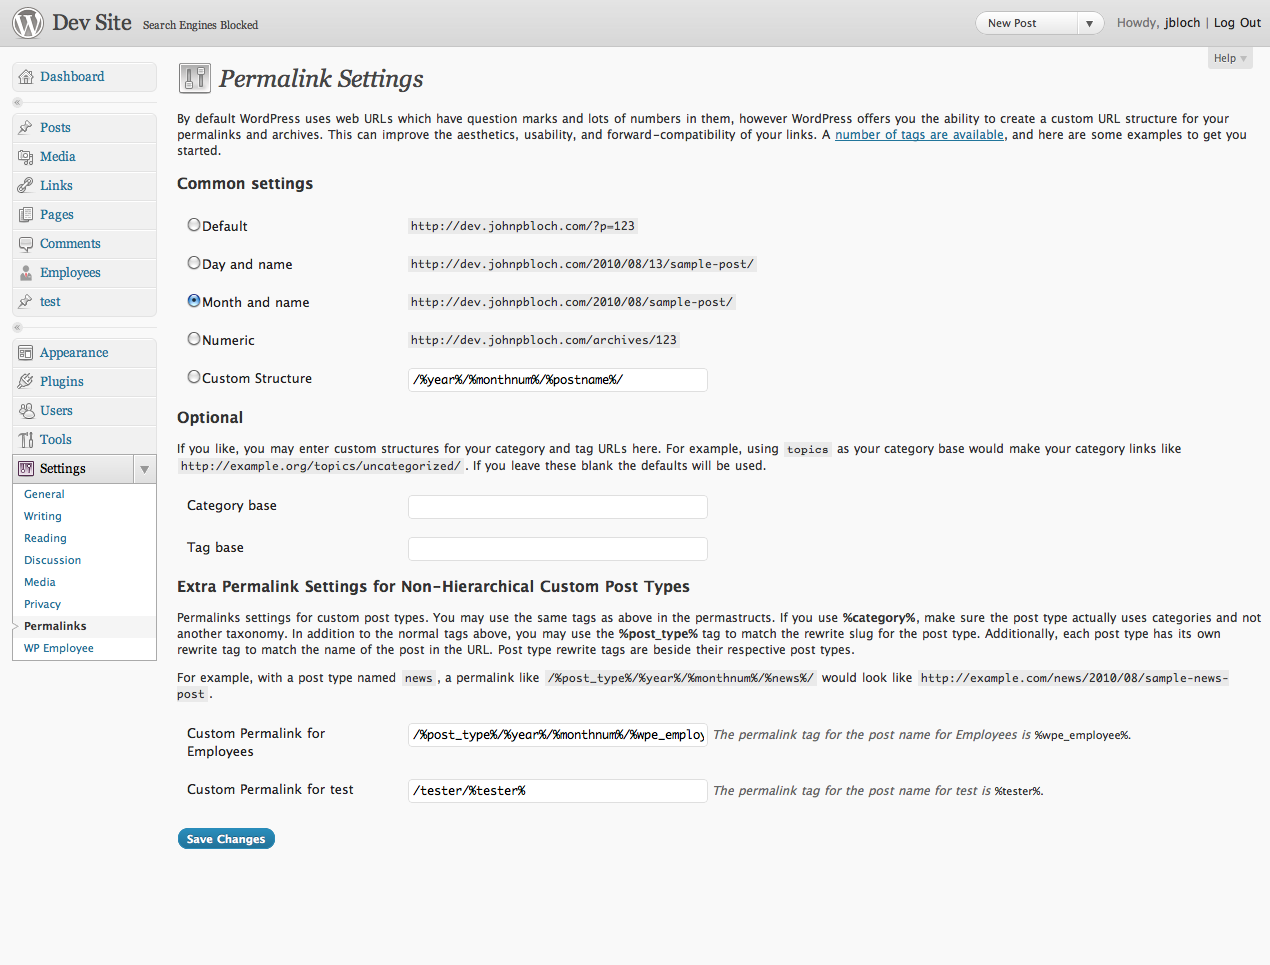 Dev Site Search Engines Blocked New Post Howdy, jbloch | Log Out
Help
Dashboard
Posts
Media
Links
Pages
Comments
Employees
test
Appearance
Plugins
Users
Tools
Settings
General
Writing
Reading
Discussion
Media
Privacy
Permalinks
WP Employee
Permalink Settings
By default WordPress uses web URLs which have question marks and lots of numbers in them, however WordPress offers you the ability to create a custom URL structure for your
permalinks and archives. This can improve the aesthetics, usability, and forward-compatibility of your links. A number of tags are available, and here are some examples to get you
started.
Common settings
Default http://dev.johnpbloch.com/?p=123
Day and name http://dev.johnpbloch.com/2010/08/13/sample-post/
Month and name http://dev.johnpbloch.com/2010/08/sample-post/
Numeric http://dev.johnpbloch.com/archives/123
Custom Structure /%year%/%monthnum%/%postname%/
Optional
If you like, you may enter custom structures for your category and tag URLs here. For example, using topics as your category base would make your category links like
http://example.org/topics/uncategorized/ . If you leave these blank the defaults will be used.
Category base
Tag base
Extra Permalink Settings for Non-Hierarchical Custom Post Types
Permalinks settings for custom post types. You may use the same tags as above in the permastructs. If you use %category%, make sure the post type actually uses categories and not
another taxonomy. In addition to the normal tags above, you may use the %post_type% tag to match the rewrite slug for the post type. Additionally, each post type has its own
rewrite tag to match the name of the post in the URL. Post type rewrite tags are beside their respective post types.
For example, with a post type named news , a permalink like /%post_type%/%year%/%monthnum%/%news%/ would look like http://example.com/news/2010/08/sample-news-
post .
Custom Permalink for /%post_type%/%year%/%monthnum%/%wpe_employ The permalink tag for the post name for Employees is %wpe_employee%.
Employees
Custom Permalink for test /tester/%tester% The permalink tag for the post name for test is %tester%.
Save Changes